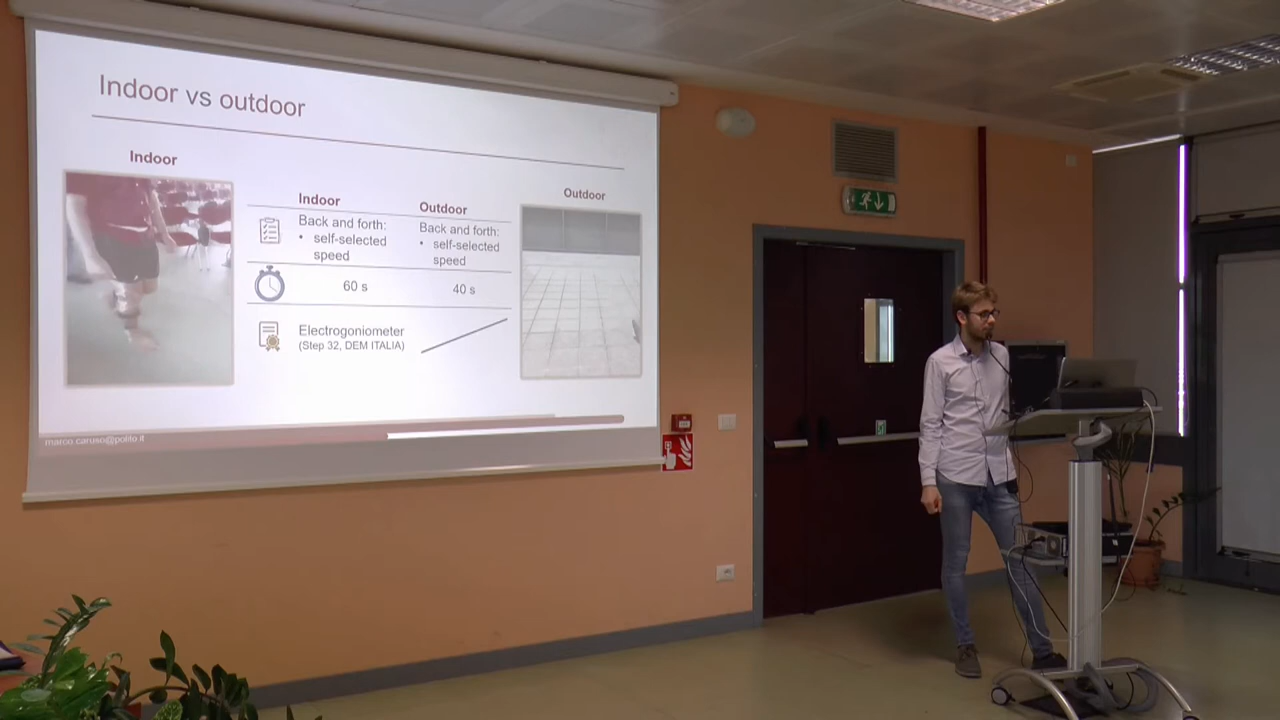 Indoor vs outdoor
Indoor
Outdoor
Indoor
Outdoor
Back and forth:
• self-selected
speed
Back and forth:
• self-selected
speed
60 s
40 s
Electrogoniometer
(Step 32, DEM ITALIA)
marco.caruso@polito.it